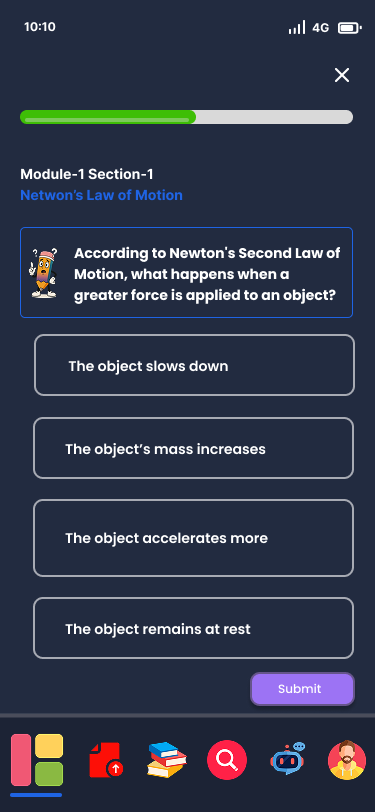 10:10
4G
Module-1 Section-1
Netwon's Law of Motion
According to Newton's Second Law of
Motion, what happens when a
greater force is applied to an object?
The object slows down
The object’s mass increases
The object accelerates more
The object remains at rest
Submit